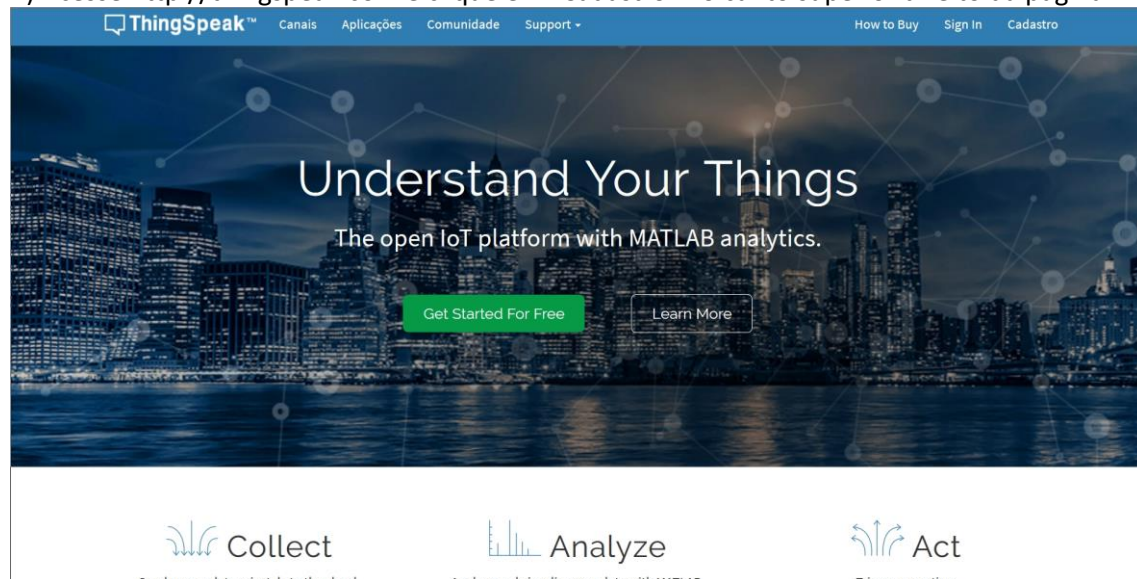 ThingSpeak™ Canais Aplicações Comunidade Support How to Buy Sign In Cadastro
Understand Your Things
The open IoT platform with MATLAB analytics.
Get Started For Free Learn More
Collect Analyze Act